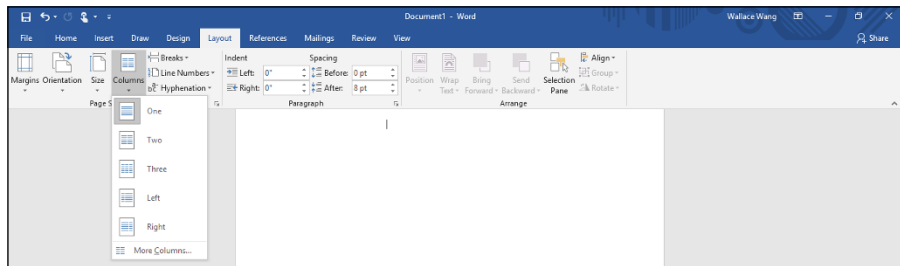 Document1 - Word
Wallace Wang
File Home Insert Draw Design Layout References Mailings Review View
Share
Margins Orientation Size Columns
Breaks
Line Numbers
Hyphenation
Page S
Indent Spacing
Left: 0" Before: 0 pt
Right: 0" After: 8 pt
Paragraph
Position Wrap Text Bring Forward Send Backward Selection Pane
Align
Group
Rotate
Arrange
One
Two
Three
Left
Right
More Columns...